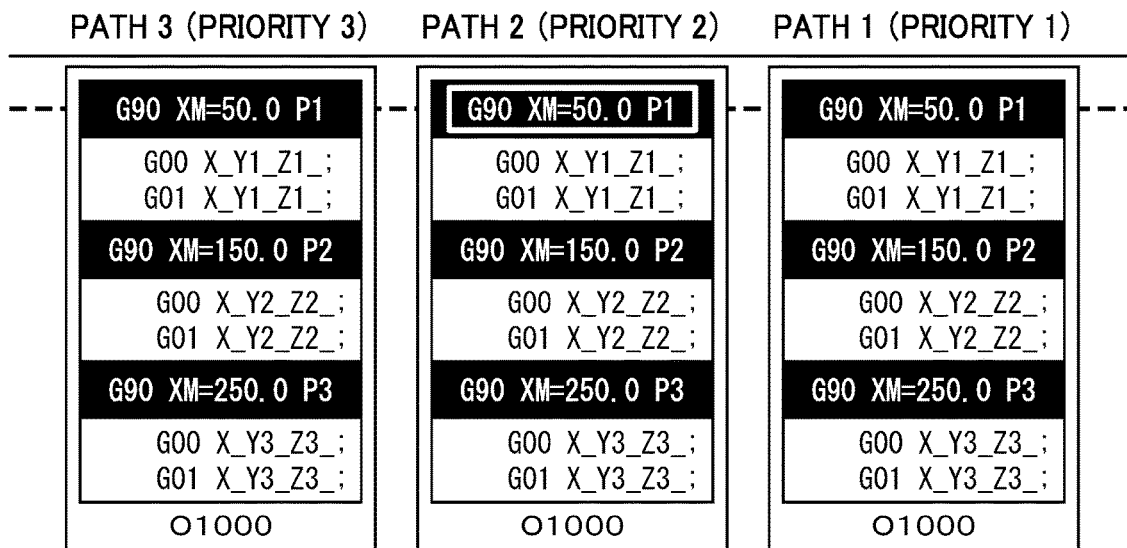 PATH 3 (PRIORITY 3)
G90 XM=50.0 P1
G00 X_Y1_Z1_;
G01 X_Y1_Z1_;
G90 XM=150.0 P2
G00 X_Y2_Z2_;
G01 X_Y2_Z2_;
G90 XM=250.0 P3
G00 X_Y3_Z3_;
G01 X_Y3_Z3_;
O1000
PATH 2 (PRIORITY 2)
G90 XM=50.0 P1
G00 X_Y1_Z1_;
G01 X_Y1_Z1_;
G90 XM=150.0 P2
G00 X_Y2_Z2_;
G01 X_Y2_Z2_;
G90 XM=250.0 P3
G00 X_Y3_Z3_;
G01 X_Y3_Z3_;
O1000
PATH 1 (PRIORITY 1)
G90 XM=50.0 P1
G00 X_Y1_Z1_;
G01 X_Y1_Z1_;
G90 XM=150.0 P2
G00 X_Y2_Z2_;
G01 X_Y2_Z2_;
G90 XM=250.0 P3
G00 X_Y3_Z3_;
G01 X_Y3_Z3_;
O1000